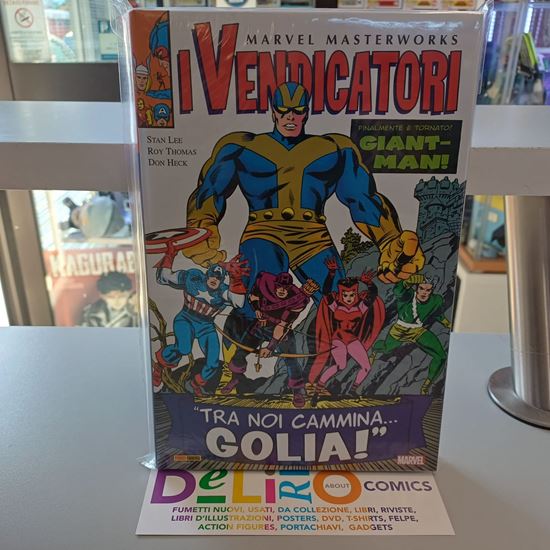 MARVEL MASTERWORKS
I VENDICATORI
STAN LEE
ROY THOMAS
DON HECK
FINALMENTE È TORNATO!
GIANT-
MAN!
"TRA NOI CAMMINA...
GOLIA!"
MARVEL
DELIRO
ABOUT
COMICS
FUMETTI NUOVI, USATI, DA COLLEZIONE, LIBRI, RIVISTE,
LIBRI D'ILLUSTRAZIONI, POSTERS, DVD, T-SHIRTS, FELPE,
ACTION FIGURES, PORTACHIAVI, GADGETS